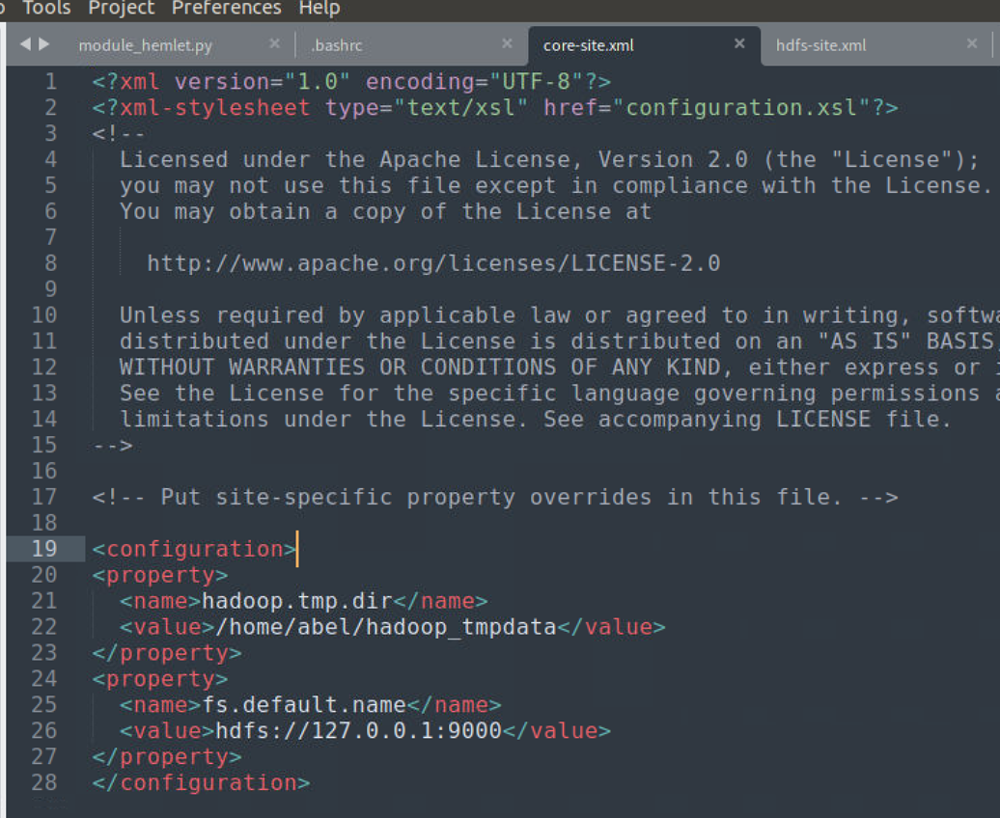 Tools Project Preferences Help
module_hemlet.py × .bashrc × core-site.xml × hdfs-site.xml ×
1 <?xml version="1.0" encoding="UTF-8"?>
2 <?xml-stylesheet type="text/xsl" href="configuration.xsl"?>
3 <!--
4 Licensed under the Apache License, Version 2.0 (the "License");
5 you may not use this file except in compliance with the License.
6 You may obtain a copy of the License at
7
8 http://www.apache.org/licenses/LICENSE-2.0
9
10 Unless required by applicable law or agreed to in writing, softwa
11 distributed under the License is distributed on an "AS IS" BASIS,
12 WITHOUT WARRANTIES OR CONDITIONS OF ANY KIND, either express or i
13 See the License for the specific language governing permissions a
14 limitations under the License. See accompanying LICENSE file.
15 -->
16
17 <!-- Put site-specific property overrides in this file. -->
18
19 <configuration>
20 <property>
21 <name>hadoop.tmp.dir</name>
22 <value>/home/abel/hadoop_tmpdata</value>
23 </property>
24 <property>
25 <name>fs.default.name</name>
26 <value>hdfs://127.0.0.1:9000</value>
27 </property>
28 </configuration>